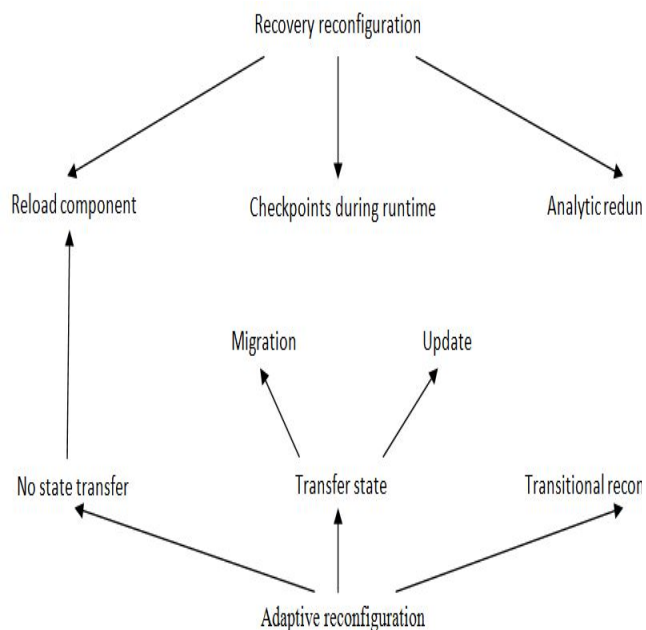 Recovery reconfiguration
Reload component
Checkpoints during runtime
Analytic redun
Migration
Update
No state transfer
Transfer state
Transitional recon
Adaptive reconfiguration